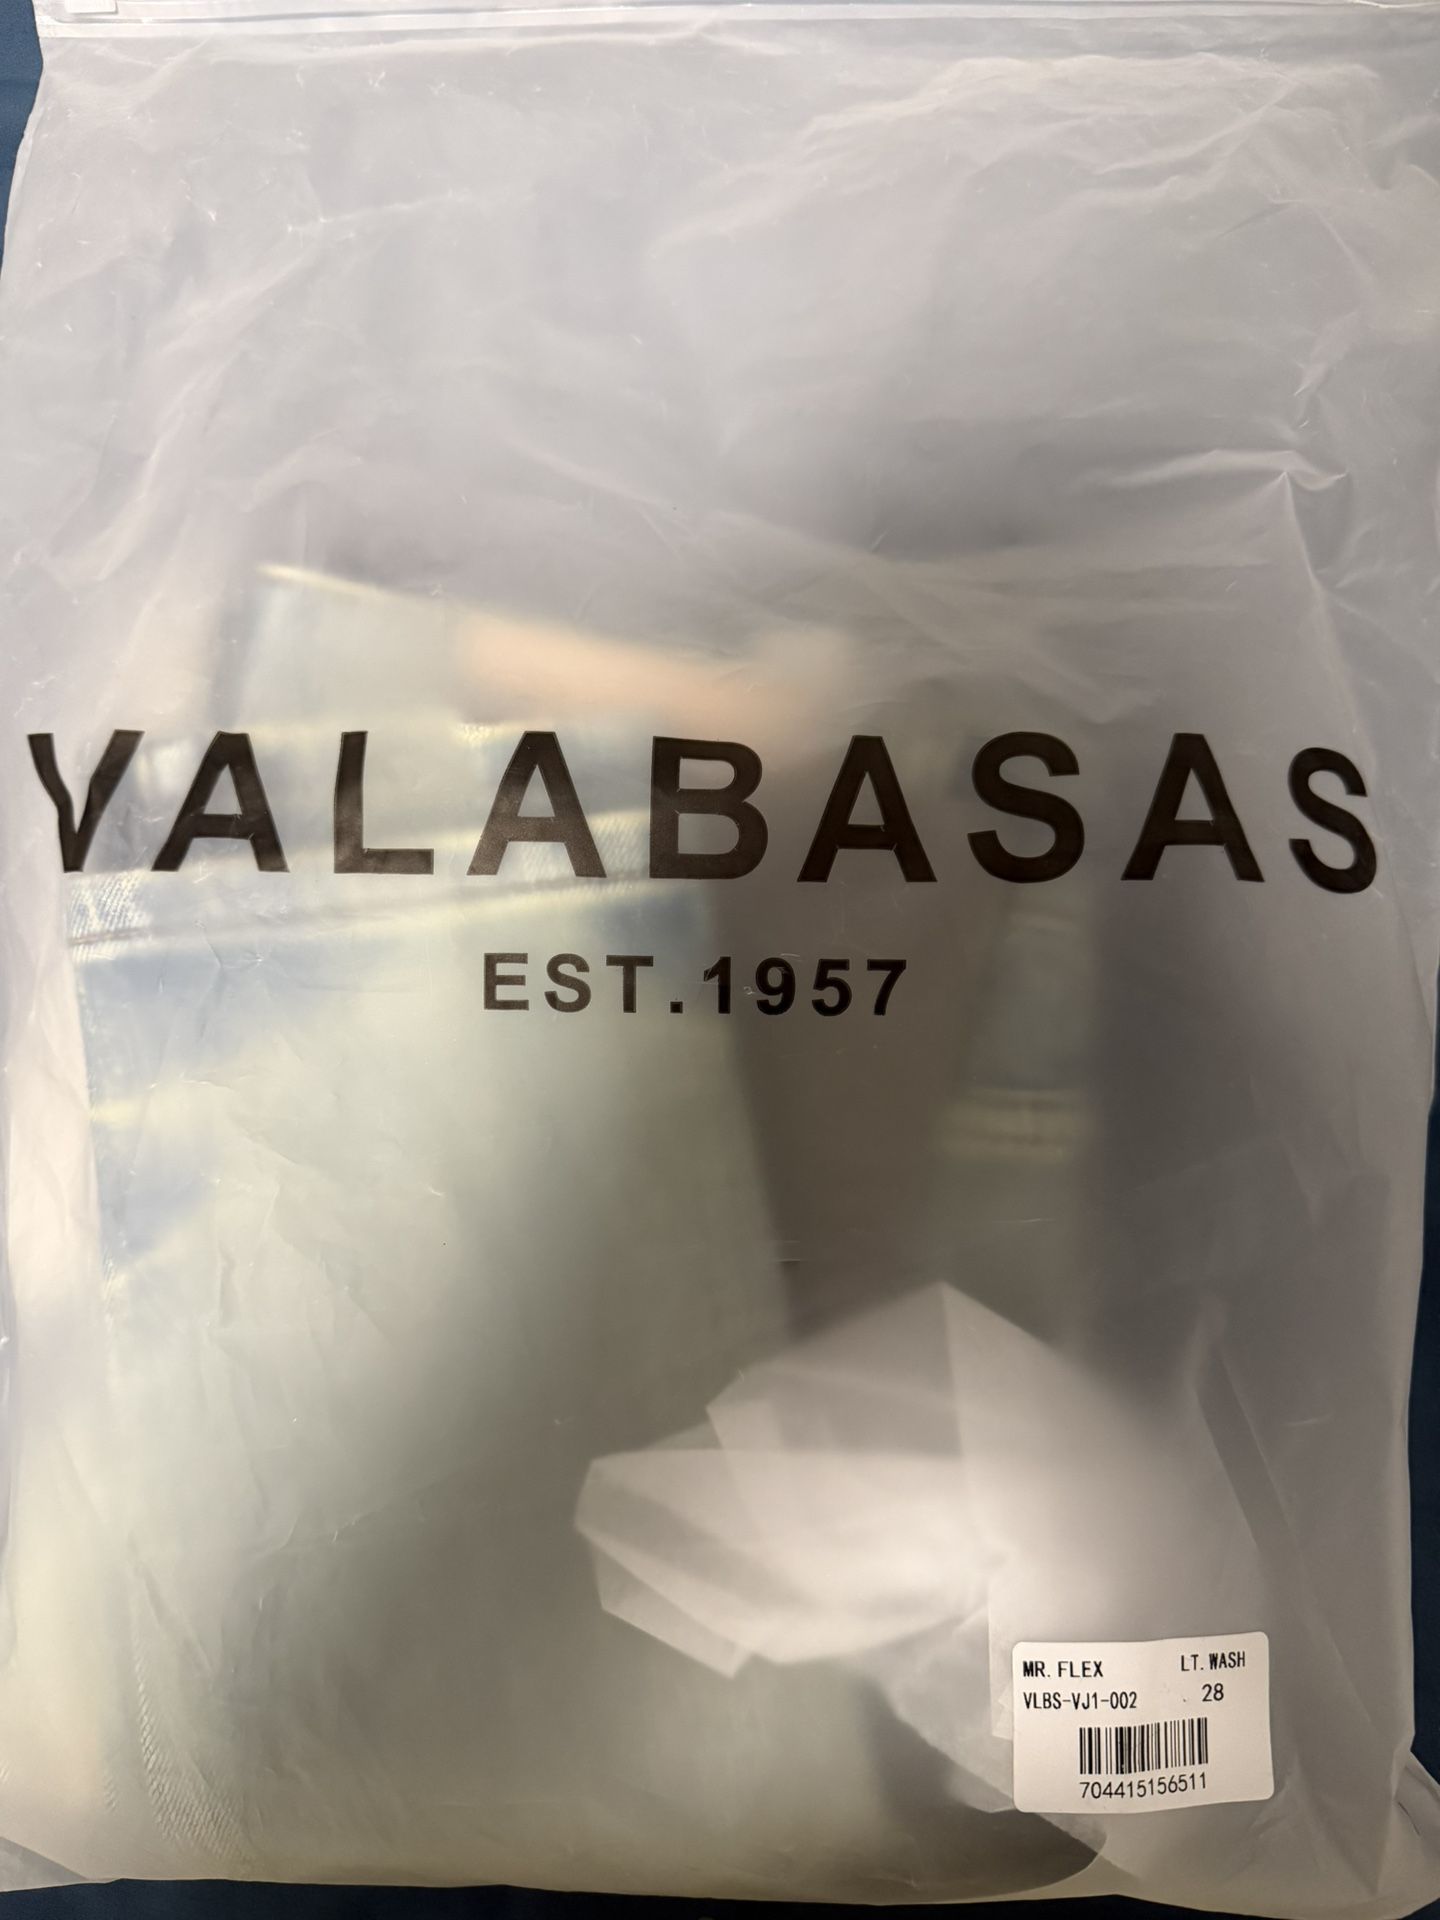 VALABASAS
EST.1957
MR. FLEX LT. WASH
VLBS-VJ1-002 28
704415156511